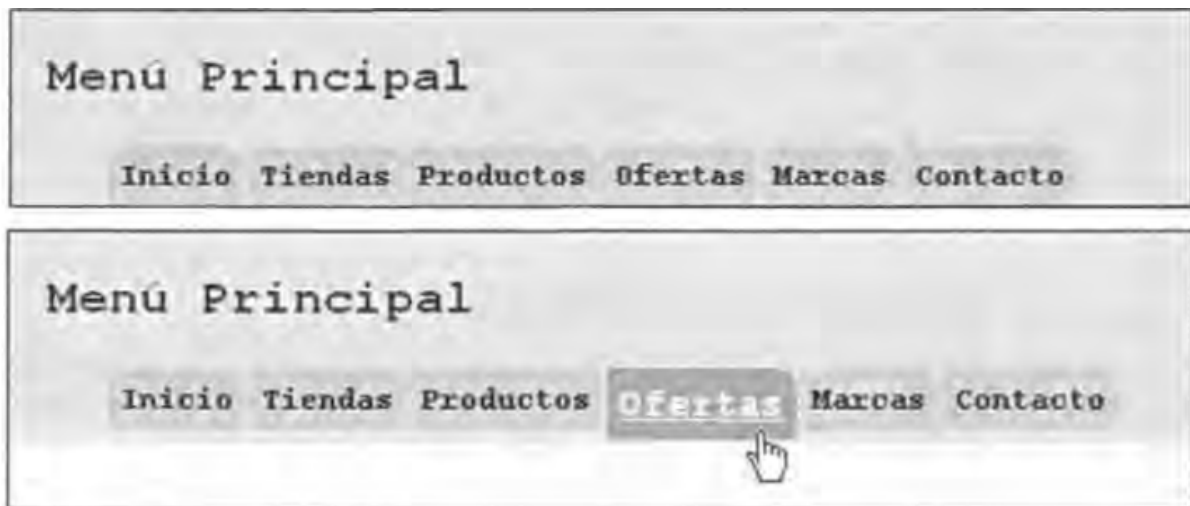 Menú Principal
Inicio Tiendas Productos Ofertas Marcas Contacto
Menú Principal
Inicio Tiendas Productos Ofertas Marcas Contacto